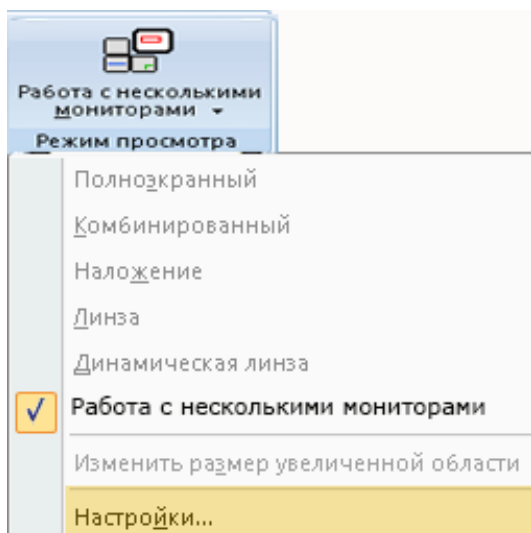 Работа с несколькими
мониторами
Режим просмотра
Полноэкранный
Комбинированный
Наложение
Линза
Динамическая линза
Работа с несколькими мониторами
Изменить размер увеличенной области
Настройки...